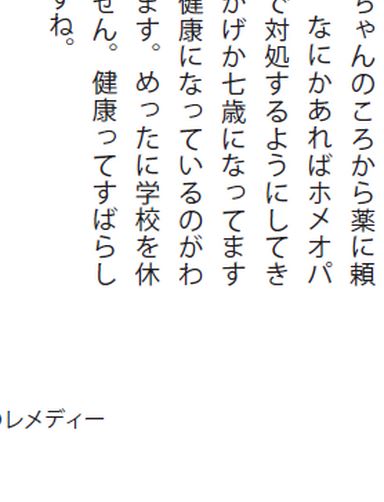 ちゃんのころから薬に頼
なにかあればホメオパ
で対処するようにしてき
かげか七歳になってます
健康になっているのがわ
ます。めったに学校を休
せん。健康ってすばらし
すね。
のレメディー